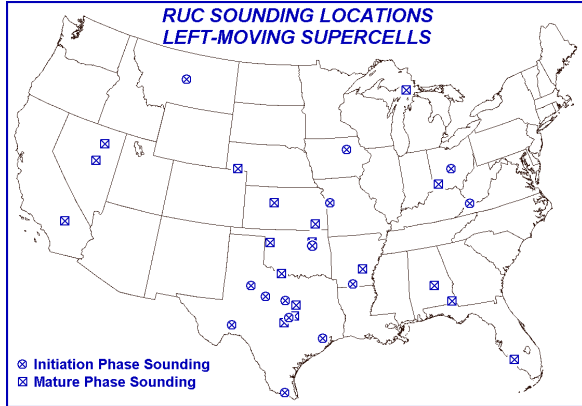 RUC SOUNDING LOCATIONS
LEFT-MOVING SUPERCELLS
Initiation Phase Sounding
Mature Phase Sounding